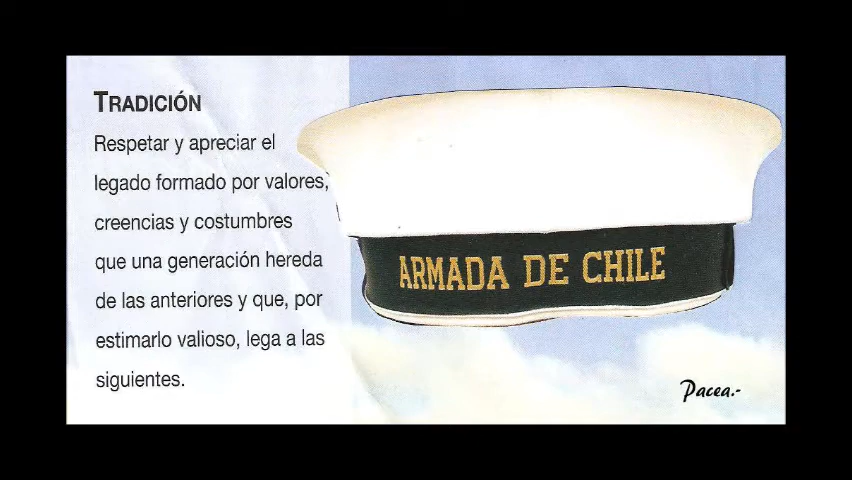 TRADICIÓN
Respetar y apreciar el
legado formado por valores,
creencias y costumbres
que una generación hereda
de las anteriores y que, por
estimarlo valioso, lega a las
siguientes.
ARMADA DE CHILE
Pacea.-